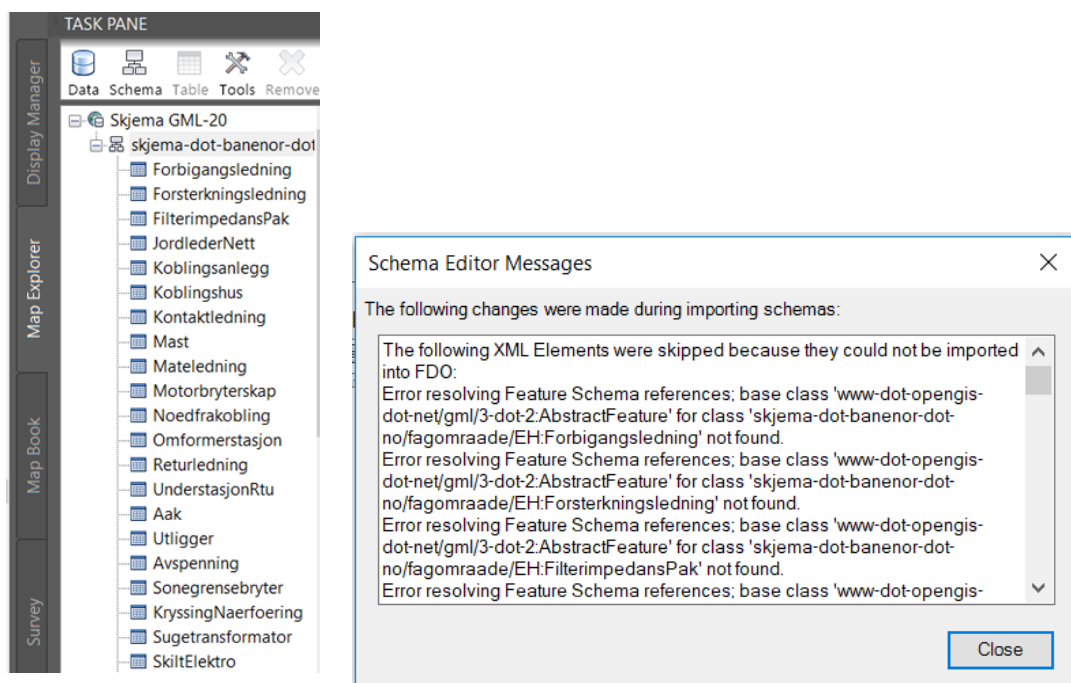 TASK PANE
Data Schema Table Tools Remove
Skjema GML-20
skjema-dot-banenor-dot
Forbigangsledning
Forsterkningsledning
FilterimpedansPak
JordlederNett
Koblingsanlegg
Koblingshus
Kontaktledning
Mast
Mateledning
Motorbryterskap
Noedfrakobling
Omformerstasjon
Returledning
UnderstasjonRtu
Aak
Utligger
Avspenning
Sonegrensebryter
KryssingNaerfoering
Sugetransformator
SkiltElektro
Display Manager
Map Explorer
Map Book
Survey
Schema Editor Messages
The following changes were made during importing schemas:
The following XML Elements were skipped because they could not be imported
into FDO:
Error resolving Feature Schema references; base class 'www-dot-opengis-
dot-net/gml/3-dot-2:AbstractFeature' for class 'skjema-dot-banenor-dot-
no/fagomraade/EH:Forbigangsledning' not found.
Error resolving Feature Schema references; base class 'www-dot-opengis-
dot-net/gml/3-dot-2:AbstractFeature' for class 'skjema-dot-banenor-dot-
no/fagomraade/EH:Forsterkningsledning' not found.
Error resolving Feature Schema references; base class 'www-dot-opengis-
dot-net/gml/3-dot-2:AbstractFeature' for class 'skjema-dot-banenor-dot-
no/fagomraade/EH:FilterimpedansPak' not found.
Error resolving Feature Schema references; base class 'www-dot-opengis-
Close